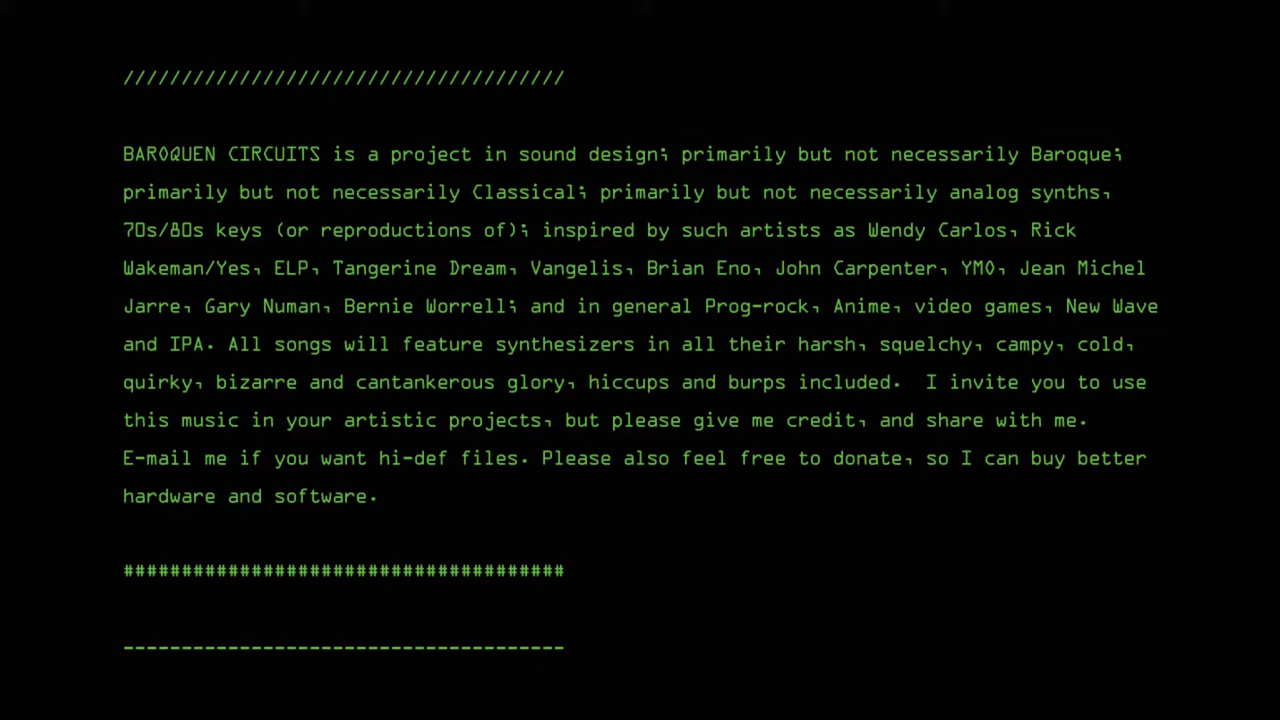 //////////////////////////////////////
BAROQUEN CIRCUITS is a project in sound design; primarily but not necessarily Baroque;
primarily but not necessarily Classical; primarily but not necessarily analog synths,
70s/80s keys (or reproductions of); inspired by such artists as Wendy Carlos, Rick
Wakeman/Yes, ELP, Tangerine Dream, Vangelis, Brian Eno, John Carpenter, YMO, Jean Michel
Jarre, Gary Numan, Bernie Worrell; and in general Prog-rock, Anime, video games, New Wave
and IPA. All songs will feature synthesizers in all their harsh, squelchy, campy, cold,
quirky, bizarre and cantankerous glory, hiccups and burps included.  I invite you to use
this music in your artistic projects, but please give me credit, and share with me.
E-mail me if you want hi-def files. Please also feel free to donate, so I can buy better
hardware and software.
######################################
--------------------------------------